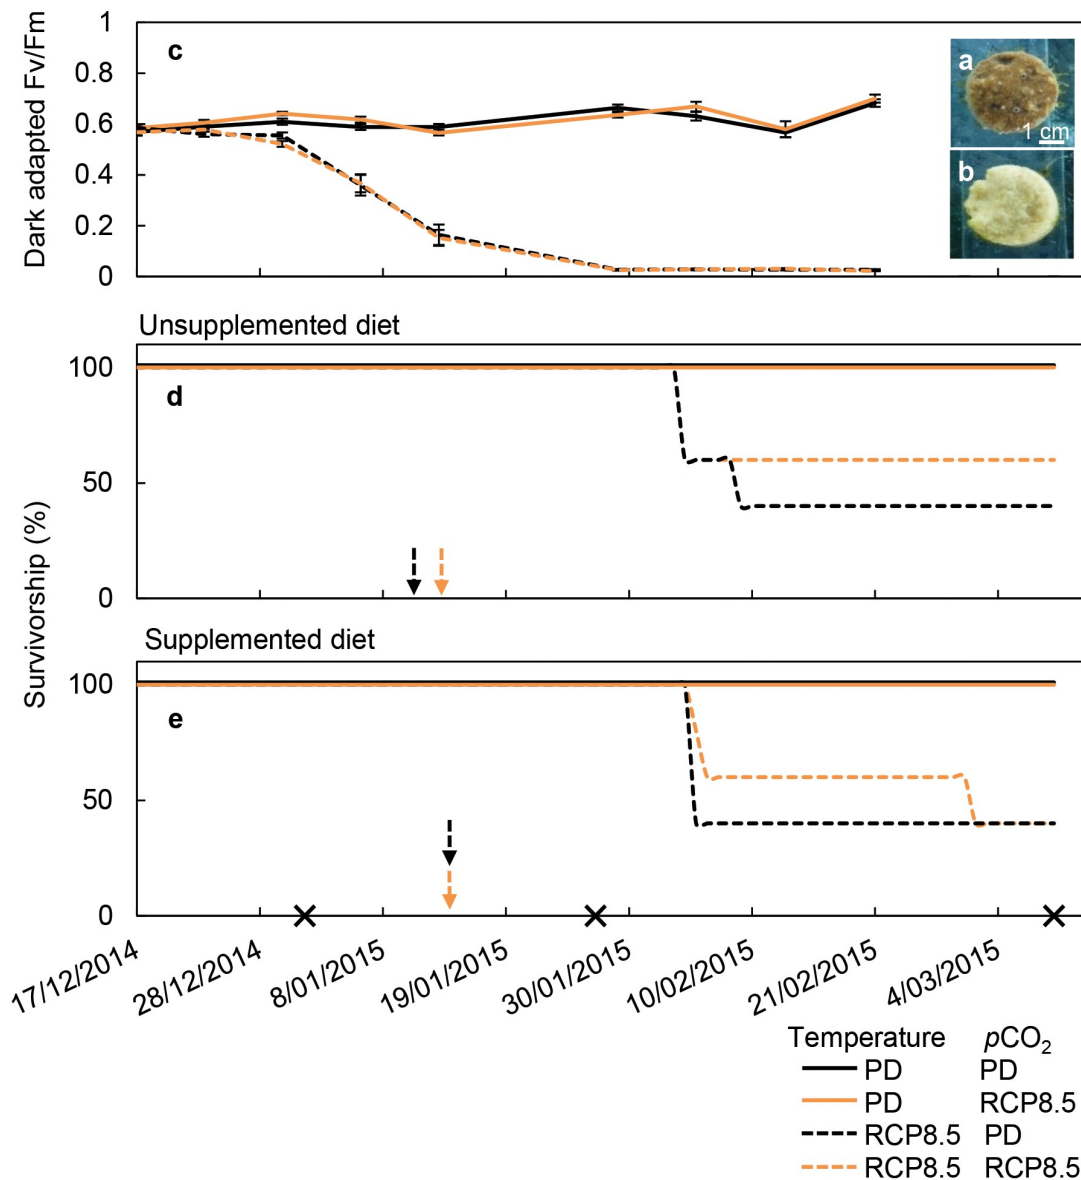 Dark adapted Fv/Fm
1
0.8
0.6
0.4
0.2
0
c
a
1 cm
b
Unsupplemented diet
Survivorship (%)
100
50
0
d
Supplemented diet
100
50
0
e
17/12/2014
28/12/2014
8/01/2015
19/01/2015
30/01/2015
10/02/2015
21/02/2015
4/03/2015
Temperature pCO₂
PD PD
PD RCP8.5
RCP8.5 PD
RCP8.5 RCP8.5